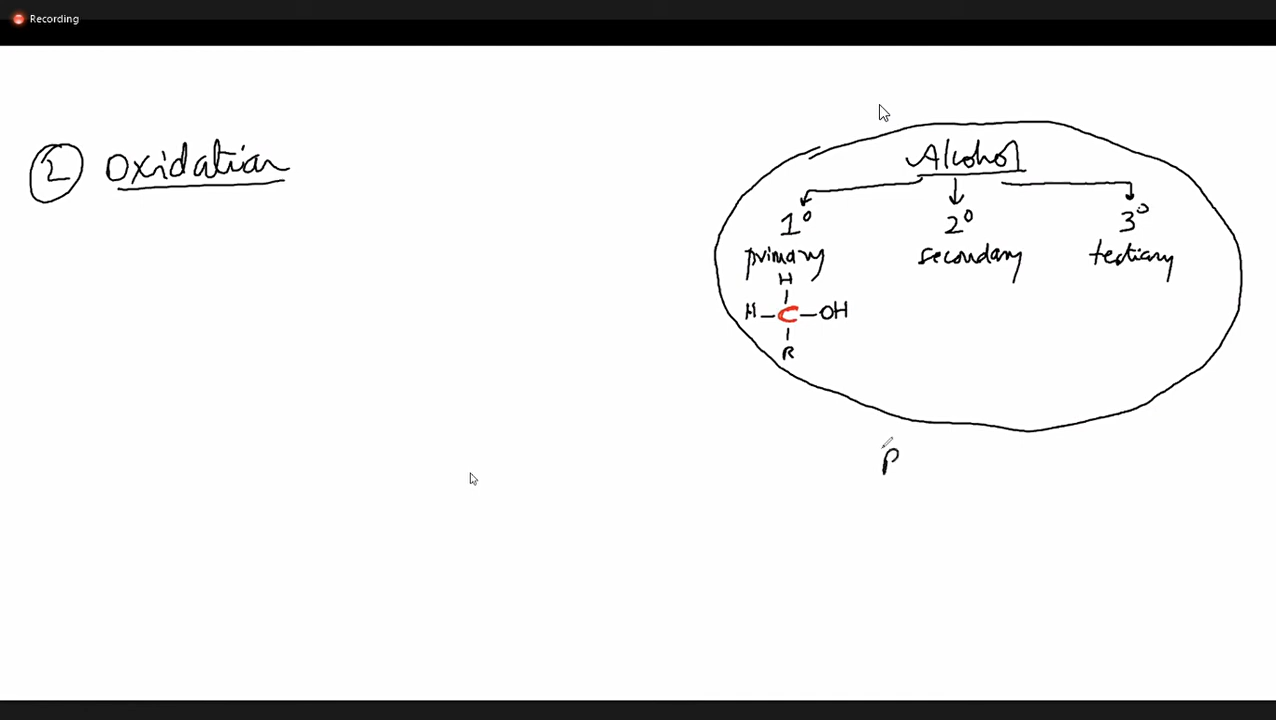 Recording
② Oxidation
Alcohol
1° 2° 3°
primary secondary tertiary
H
H-C-OH
R
P